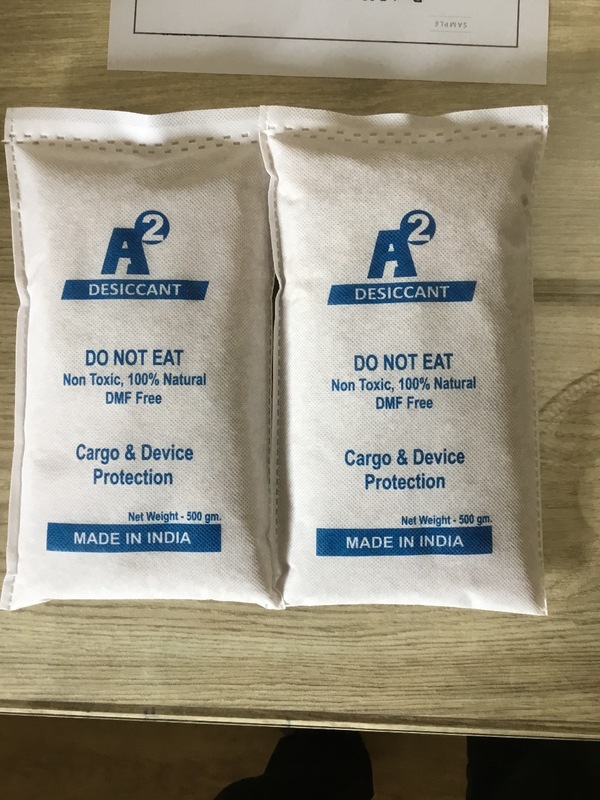 SAMPLE
A2
DESICCANT
DO NOT EAT
Non Toxic, 100% Natural
DMF Free
Cargo & Device
Protection
Net Weight - 500 gm.
MADE IN INDIA
A2
DESICCANT
DO NOT EAT
Non Toxic, 100% Natural
DMF Free
Cargo & Device
Protection
Net Weight - 500 gm.
MADE IN INDIA